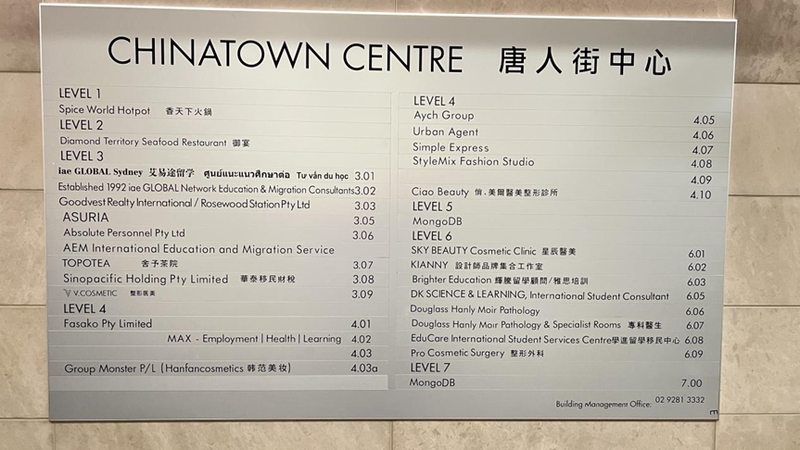 CHINATOWN CENTRE 唐人街中心
LEVEL 1
Spice World Hotpot 香天下火鍋
LEVEL 2
Diamond Territory Seafood Restaurant 御宴
LEVEL 3
iae GLOBAL Sydney 艾易途留学 ศูนย์แนะแนวศึกษาต่อ Tư vấn du học 3.01
Established 1992 iae GLOBAL Network Education & Migration Consultants 3.02
Goodvest Realty International / Rosewood Station Pty Ltd 3.03
ASURIA 3.05
Absolute Personnel Pty Ltd 3.06
AEM International Education and Migration Service
TOPOTEA 舍予茶院 3.07
Sinopacific Holding Pty Limited 華泰移民財稅 3.08
V.COSMETIC 整形医美 3.09
LEVEL 4
Fasako Pty Limited 4.01
MAX - Employment | Health | Learning 4.02
4.03
Group Monster P/L (Hanfancosmetics 韩范美妆) 4.03a
LEVEL 4
Aych Group 4.05
Urban Agent 4.06
Simple Express 4.07
StyleMix Fashion Studio 4.08
4.09
Ciao Beauty 俏.美爾醫美整形診所 4.10
LEVEL 5
MongoDB
LEVEL 6
SKY BEAUTY Cosmetic Clinic 星辰醫美 6.01
KIANNY 設計師品牌集合工作室 6.02
Brighter Education 輝騰留學顧問/雅思培訓 6.03
DK SCIENCE & LEARNING, International Student Consultant 6.05
Douglass Hanly Moir Pathology 6.06
Douglass Hanly Moir Pathology & Specialist Rooms 專科醫生 6.07
EduCare International Student Services Centre 學進留學移民中心 6.08
Pro Cosmetic Surgery 整形外科 6.09
LEVEL 7
MongoDB 7.00
Building Management Office: 02 9281 3332